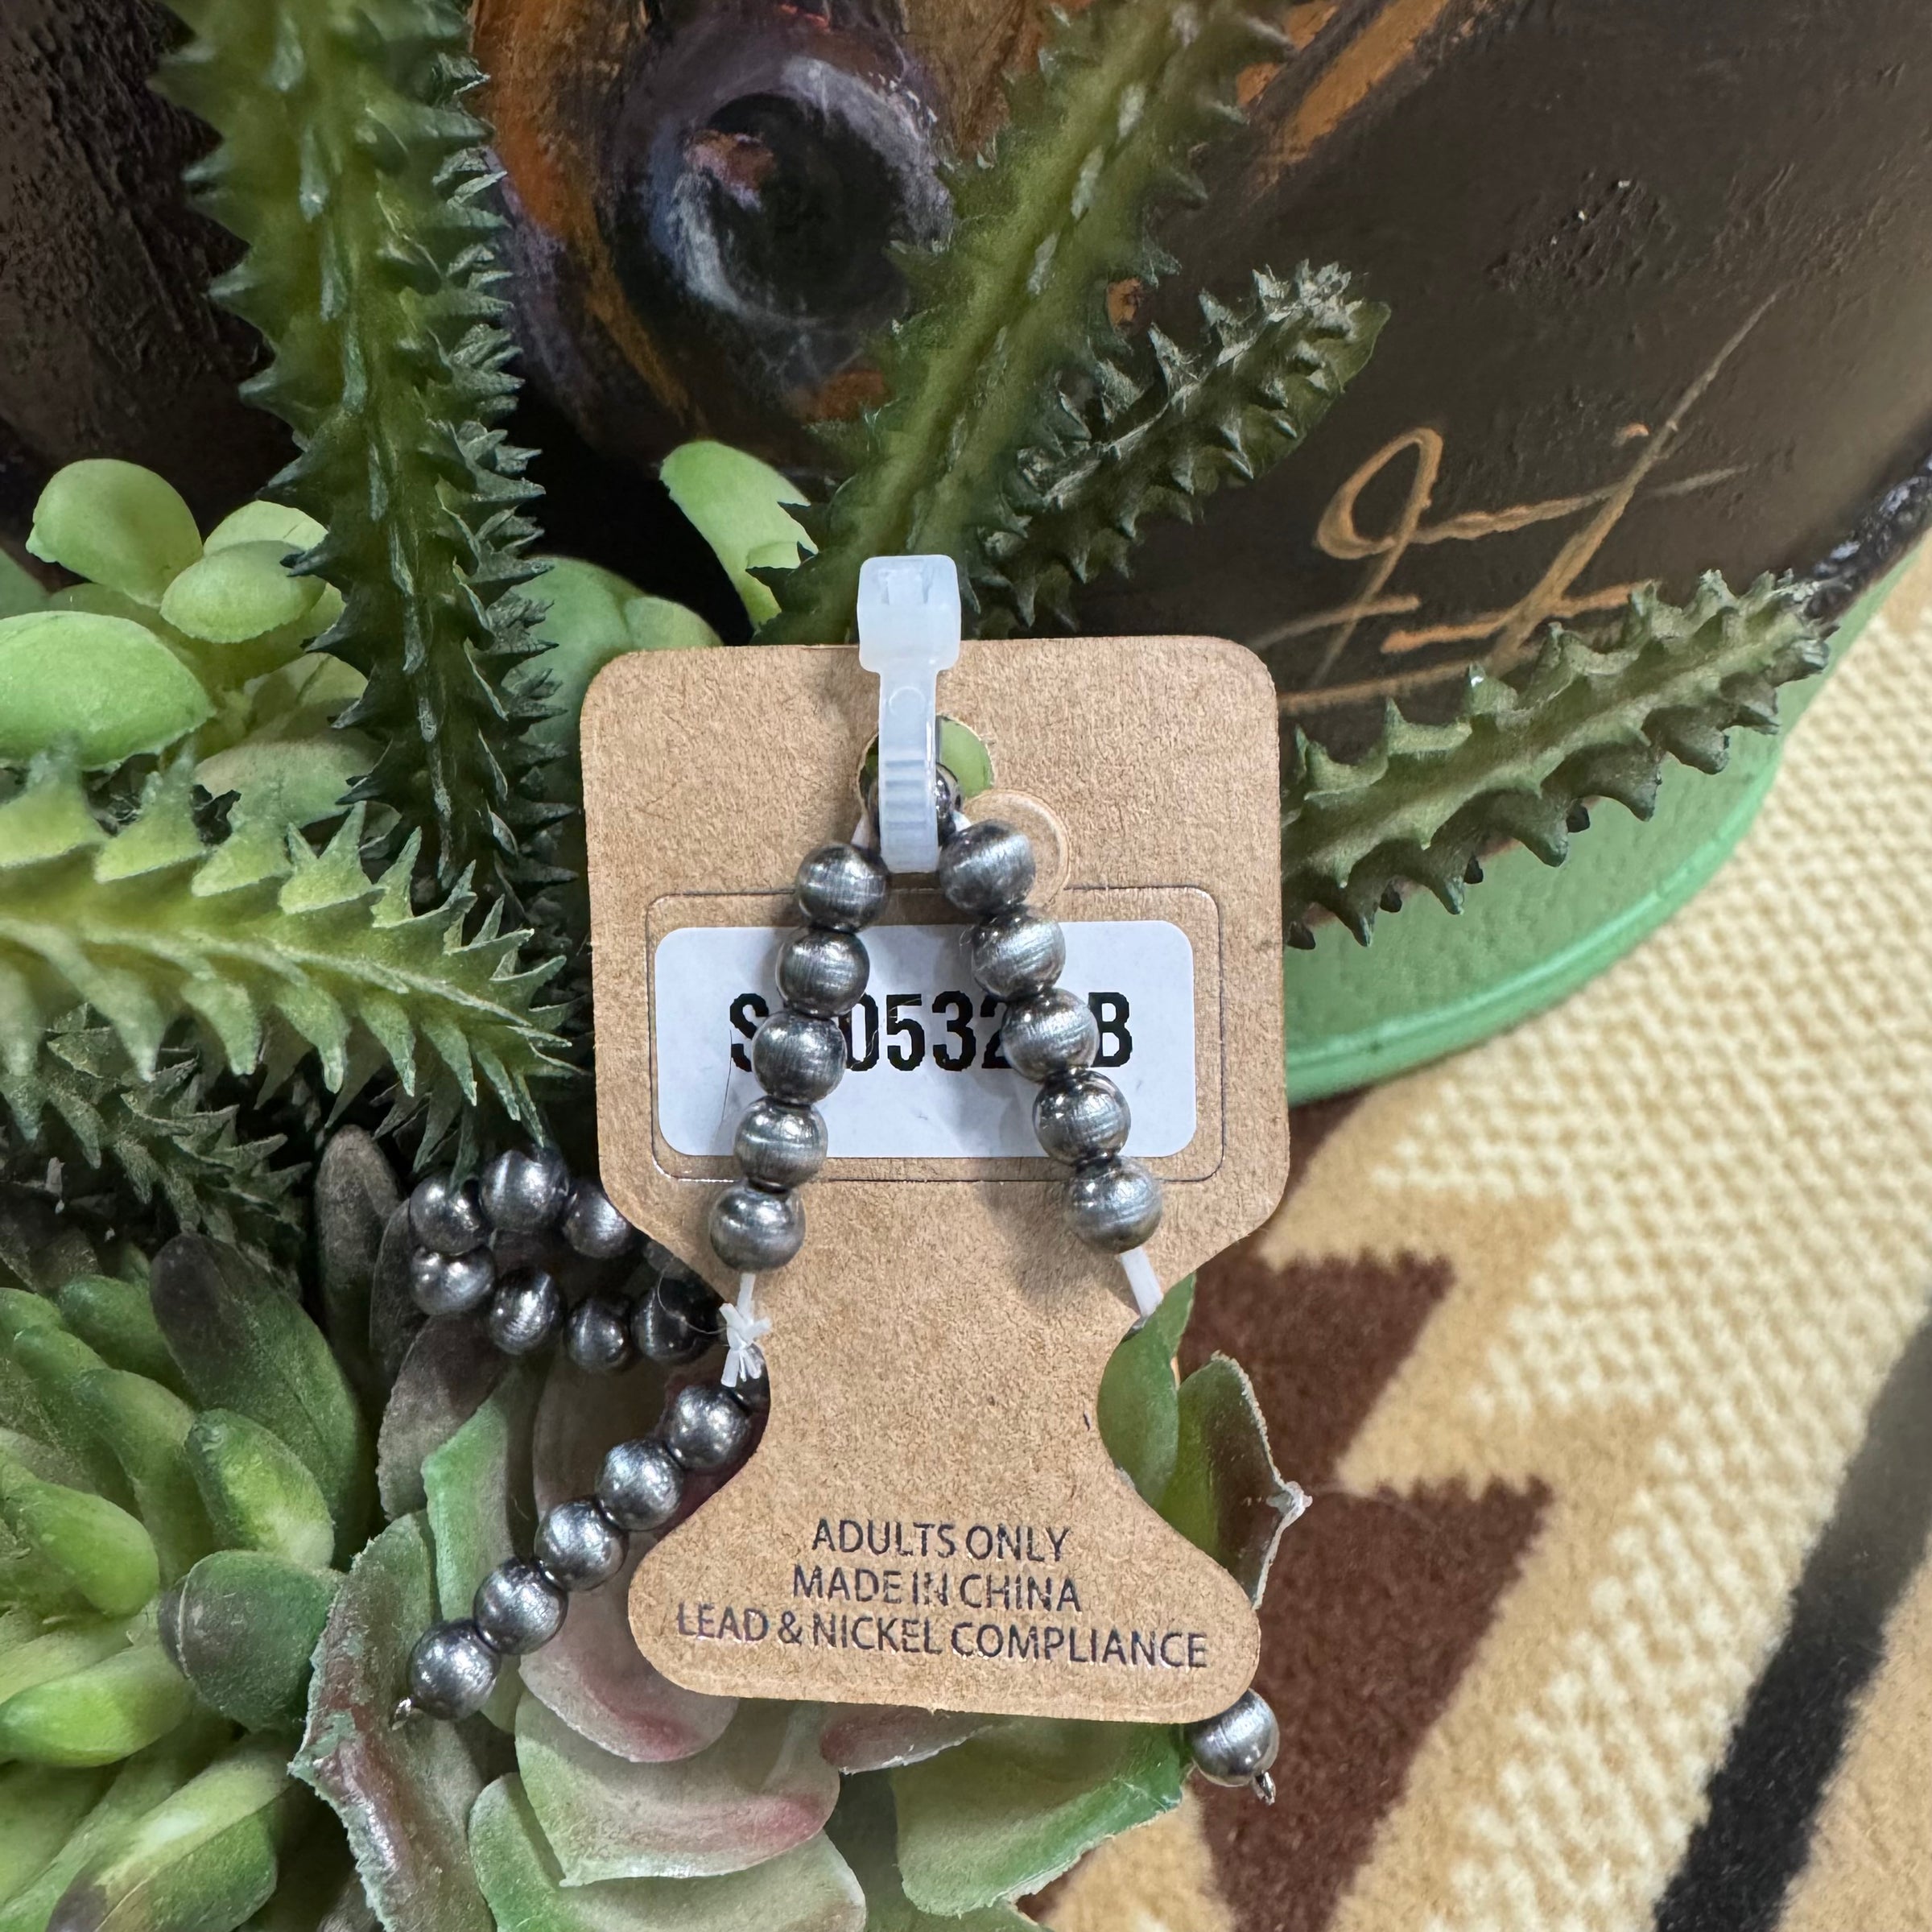 ADULTS ONLY
MADE IN CHINA
LEAD & NICKEL COMPLIANCE